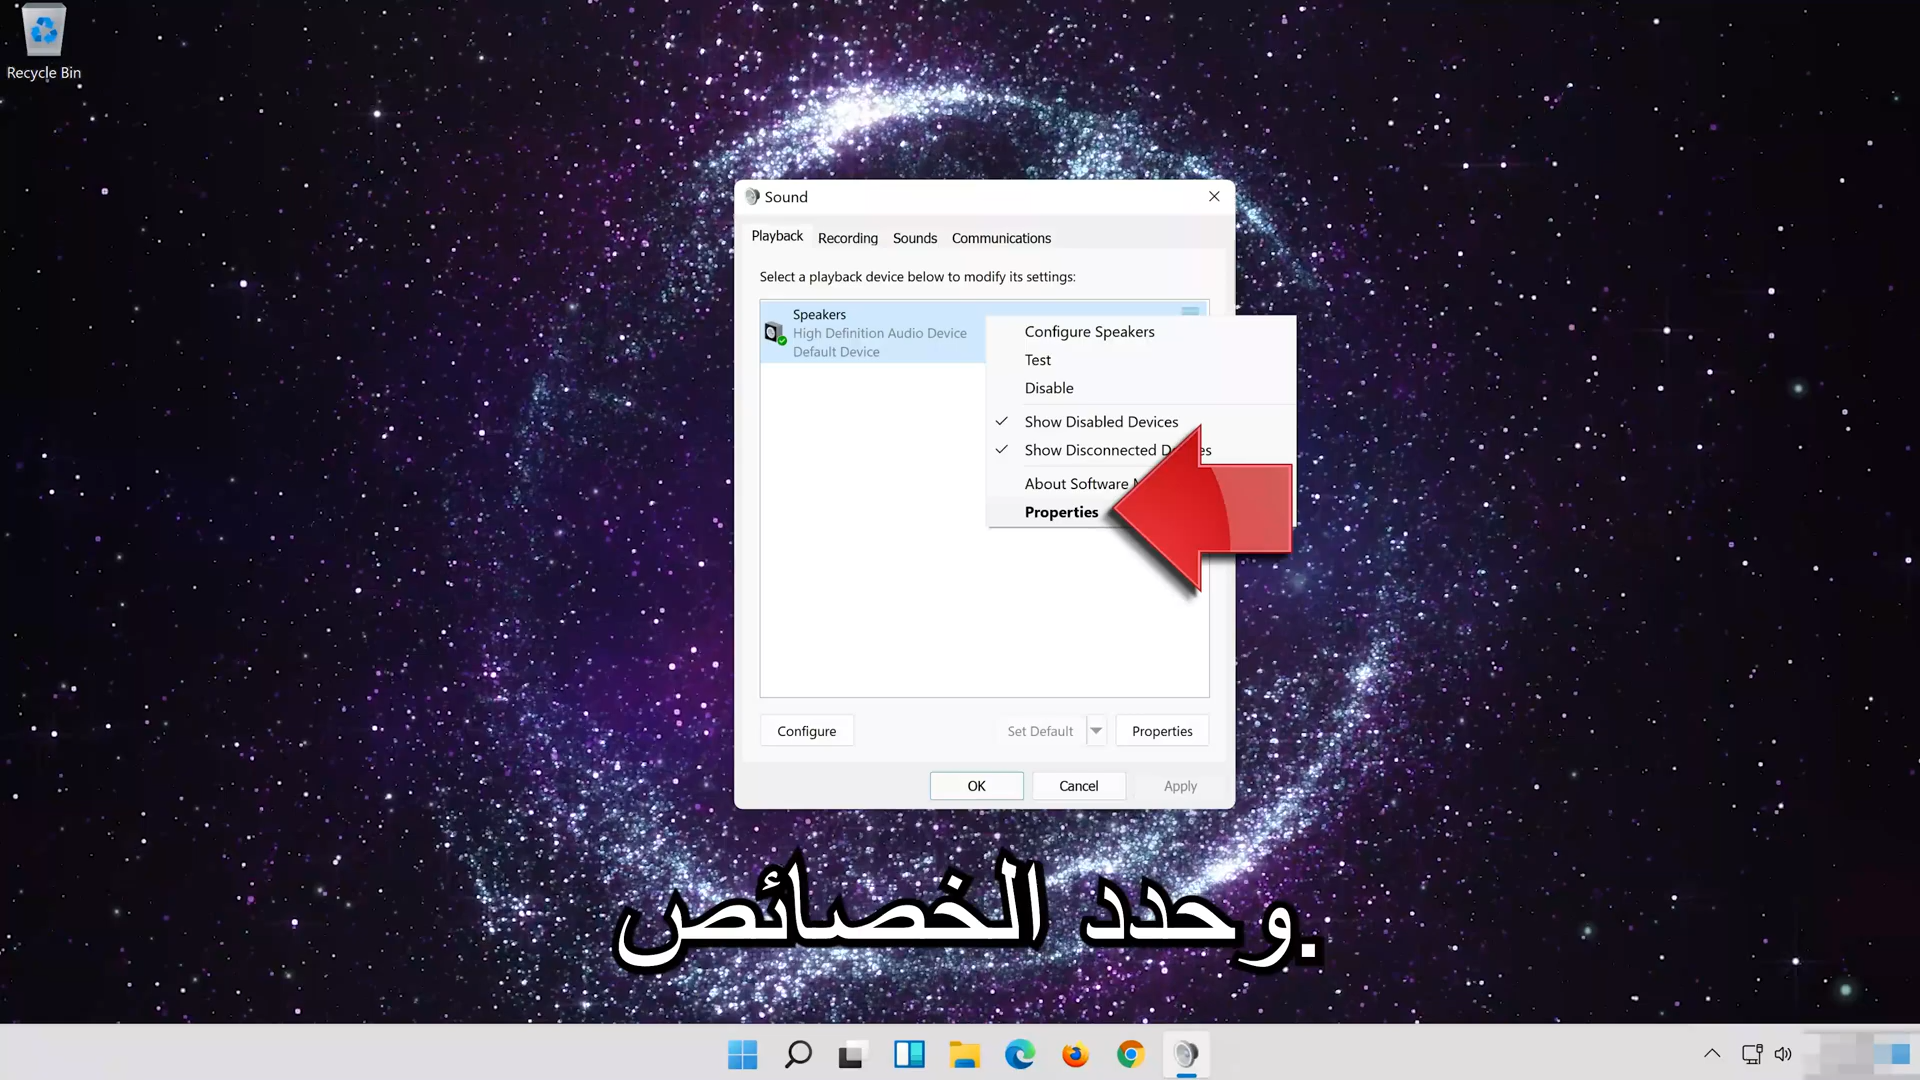 Recycle Bin
Sound
Playback Recording Sounds Communications
Select a playback device below to modify its settings:
Speakers
High Definition Audio Device
Default Device
Configure Speakers
Test
Disable
Show Disabled Devices
Show Disconnected
About Software
Properties
Configure Set Default Properties
OK Cancel Apply
وحدد الخصائص.